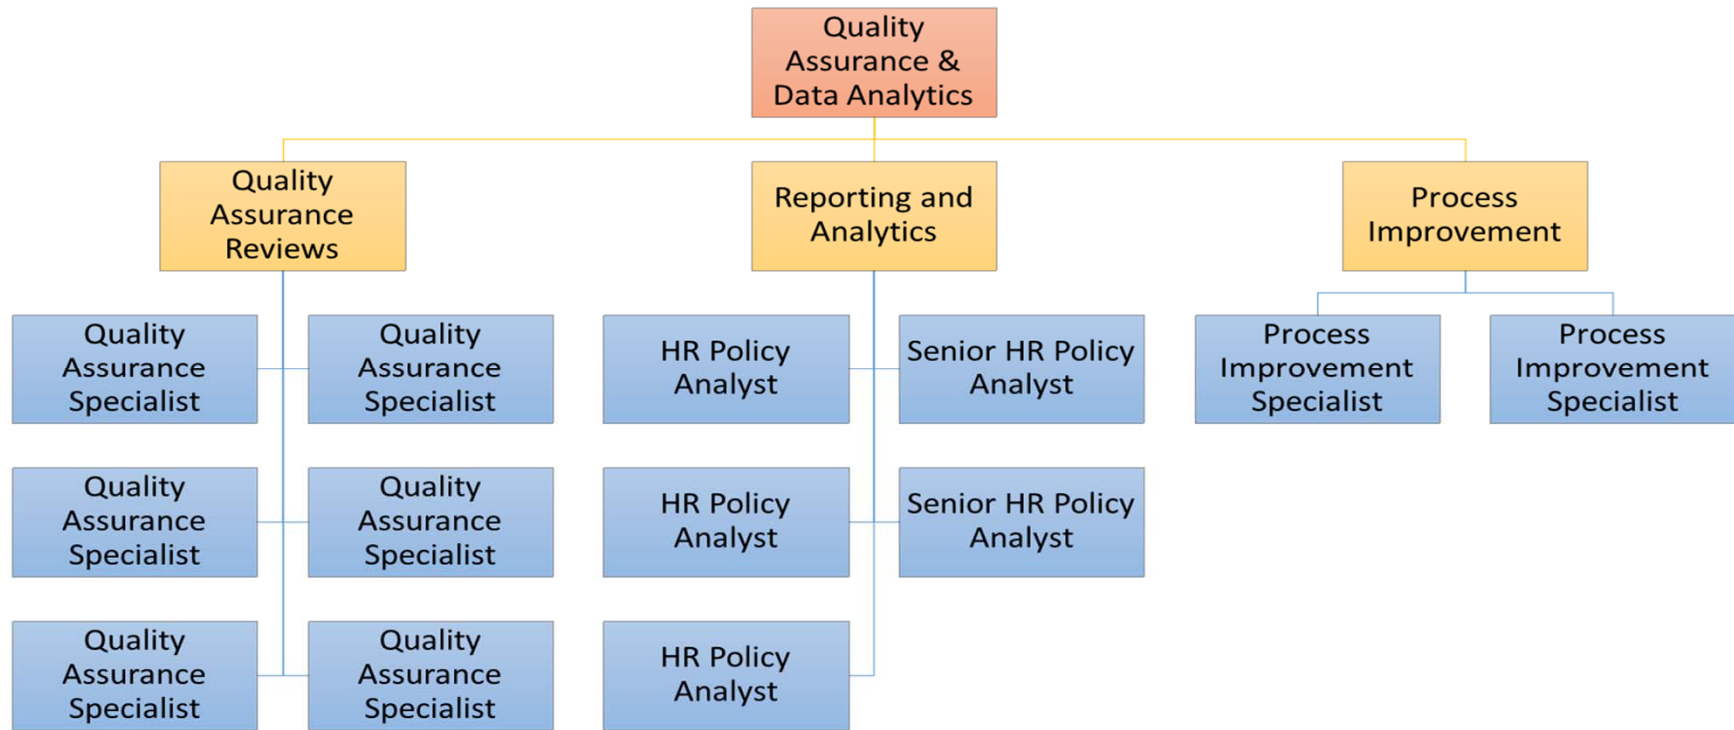 Quality
Assurance &
Data Analytics
Quality
Assurance
Reviews
Reporting and
Analytics
Process
Improvement
Quality
Assurance
Specialist
Quality
Assurance
Specialist
HR Policy
Analyst
Senior HR Policy
Analyst
Process
Improvement
Specialist
Process
Improvement
Specialist
Quality
Assurance
Specialist
Quality
Assurance
Specialist
HR Policy
Analyst
Senior HR Policy
Analyst
Quality
Assurance
Specialist
Quality
Assurance
Specialist
HR Policy
Analyst